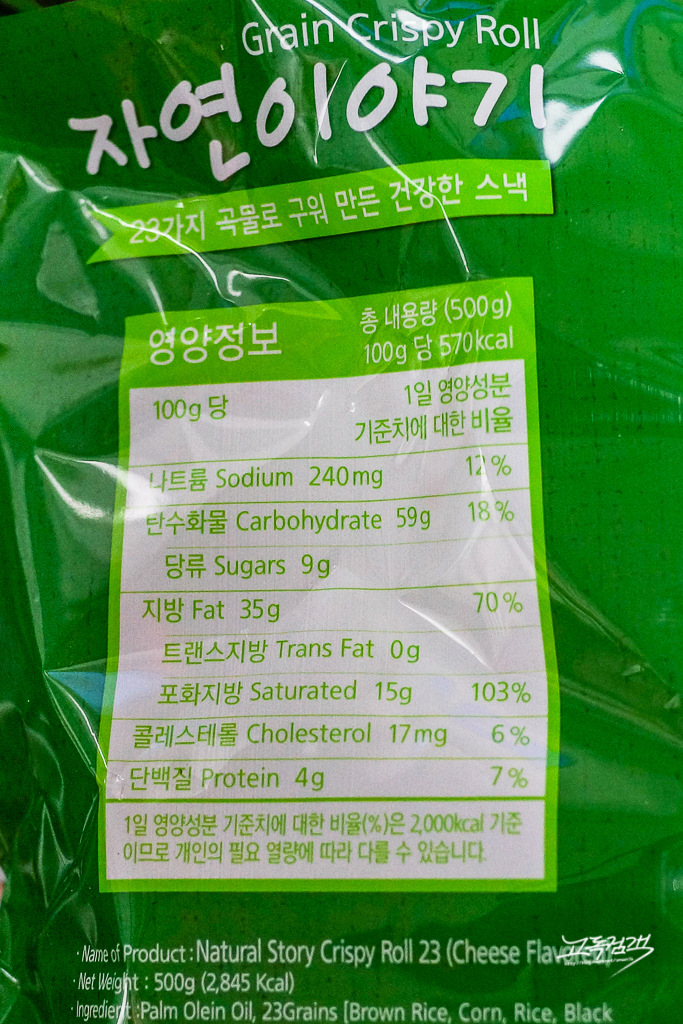 Grain Crispy Roll
자연이야기
23가지 곡물로 구워 만든 건강한 스낵
영양정보
총 내용량 (500g)
100g 당 570kcal
100g 당
1일 영양성분
기준치에 대한 비율
나트륨 Sodium 240mg 12%
탄수화물 Carbohydrate 59g 18%
당류 Sugars 9g
지방 Fat 35g 70%
트랜스지방 Trans Fat 0g
포화지방 Saturated 15g 103%
콜레스테롤 Cholesterol 17mg 6%
단백질 Protein 4g 7%
1일 영양성분 기준치에 대한 비율(%)은 2,000kcal 기준
이므로 개인의 필요 열량에 따라 다를 수 있습니다.
· Name of Product : Natural Story Crispy Roll 23 (Cheese
· Net Weight : 500g (2,845 Kcal)
· Ingredient :Palm Olein Oil, 23Grains [Brown Rice, Corn, Rice, Black